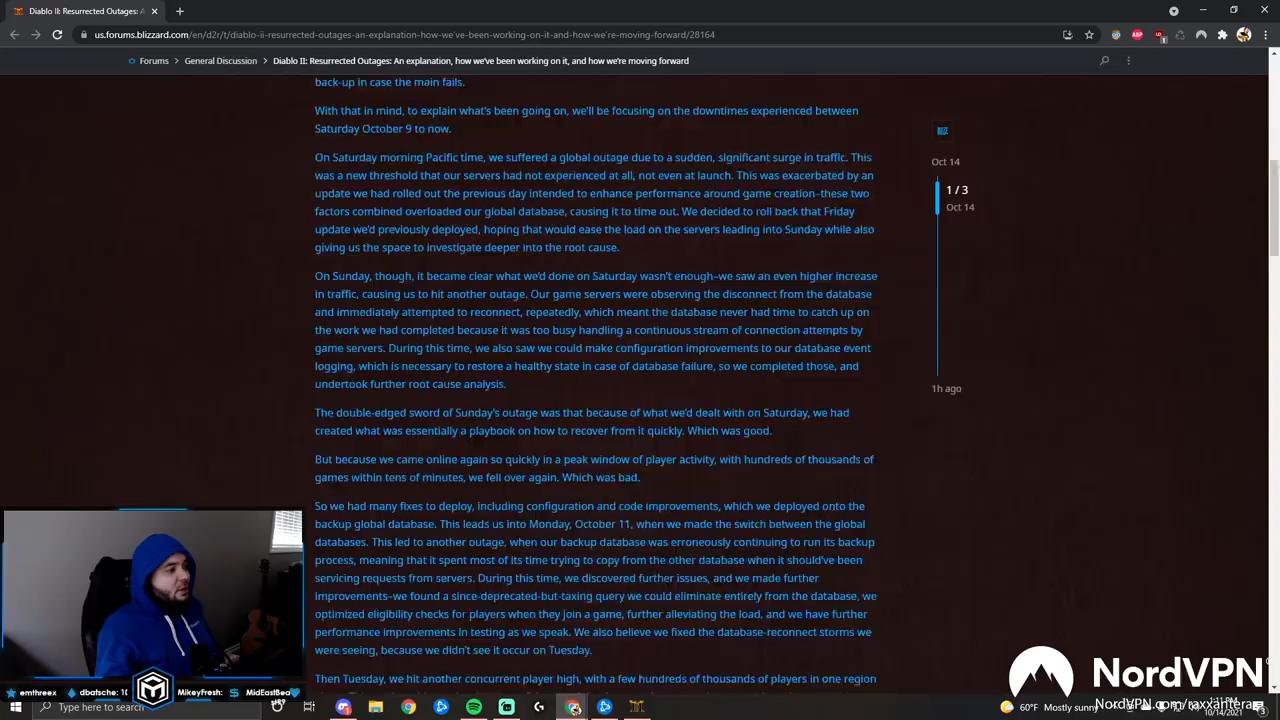 Diablo II: Resurrected Outages: A
us.forums.blizzard.com/en/d2r/t/diablo-ii-resurrected-outages-an-explanation-how-we've-been-working-on-it-and-how-we're-moving-forward/28164
Forums > General Discussion > Diablo II: Resurrected Outages: An explanation, how we've been working on it, and how we're moving forward
back-up in case the main fails.
With that in mind, to explain what's been going on, we'll be focusing on the downtimes experienced between
Saturday October 9 to now.
On Saturday morning Pacific time, we suffered a global outage due to a sudden, significant surge in traffic. This
was a new threshold that our servers had not experienced at all, not even at launch. This was exacerbated by an
update we had rolled out the previous day intended to enhance performance around game creation–these two
factors combined overloaded our global database, causing it to time out. We decided to roll back that Friday
update we'd previously deployed, hoping that would ease the load on the servers leading into Sunday while also
giving us the space to investigate deeper into the root cause.
On Sunday, though, it became clear what we'd done on Saturday wasn't enough–we saw an even higher increase
in traffic, causing us to hit another outage. Our game servers were observing the disconnect from the database
and immediately attempted to reconnect, repeatedly, which meant the database never had time to catch up on
the work we had completed because it was too busy handling a continuous stream of connection attempts by
game servers. During this time, we also saw we could make configuration improvements to our database event
logging, which is necessary to restore a healthy state in case of database failure, so we completed those, and
undertook further root cause analysis.
The double-edged sword of Sunday's outage was that because of what we'd dealt with on Saturday, we had
created what was essentially a playbook on how to recover from it quickly. Which was good.
But because we came online again so quickly in a peak window of player activity, with hundreds of thousands of
games within tens of minutes, we fell over again. Which was bad.
So we had many fixes to deploy, including configuration and code improvements, which we deployed onto the
backup global database. This leads us into Monday, October 11, when we made the switch between the global
databases. This led to another outage, when our backup database was erroneously continuing to run its backup
process, meaning that it spent most of its time trying to copy from the other database when it should've been
servicing requests from servers. During this time, we discovered further issues, and we made further
improvements–we found a since-deprecated-but-taxing query we could eliminate entirely from the database, we
optimized eligibility checks for players when they join a game, further alleviating the load, and we have further
performance improvements in testing as we speak. We also believe we fixed the database-reconnect storms we
were seeing, because we didn't see it occur on Tuesday.
Then Tuesday, we hit another concurrent player high, with a few hundreds of thousands of players in one region
Oct 14
1 / 3
Oct 14
1h ago
emthreex
dbatsche: 10
MikeyFresh:
MidEastBea
NordVPN
NordVPN.com/raxxanterax
Type here to search
60°F Mostly sunny
1:11 PM
10/14/2021